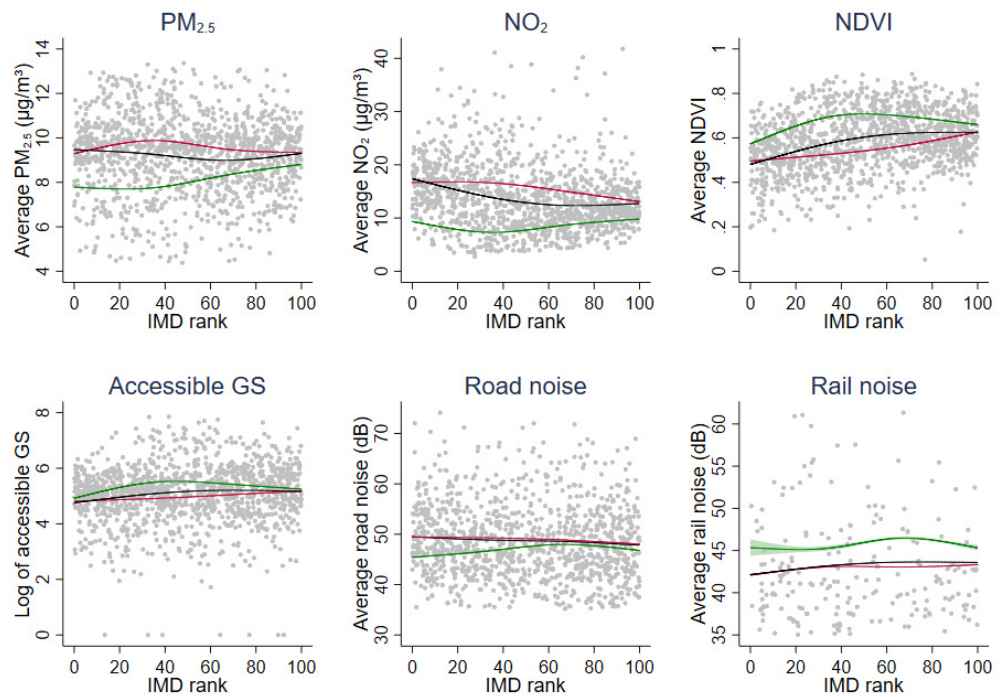 PM₂.₅
NO₂
NDVI
Average PM₂.₅ (µg/m³)
14
12
10
8
6
4
0 20 40 60 80 100
IMD rank
Average NO₂ (µg/m³)
40
30
20
10
0
0 20 40 60 80 100
IMD rank
Average NDVI
1
.8
.6
.4
.2
0
0 20 40 60 80 100
IMD rank
Accessible GS
Road noise
Rail noise
Log of accessible GS
8
6
4
2
0
0 20 40 60 80 100
IMD rank
Average road noise (dB)
70
60
50
40
30
0 20 40 60 80 100
IMD rank
Average rail noise (dB)
60
55
50
45
40
35
0 20 40 60 80 100
IMD rank